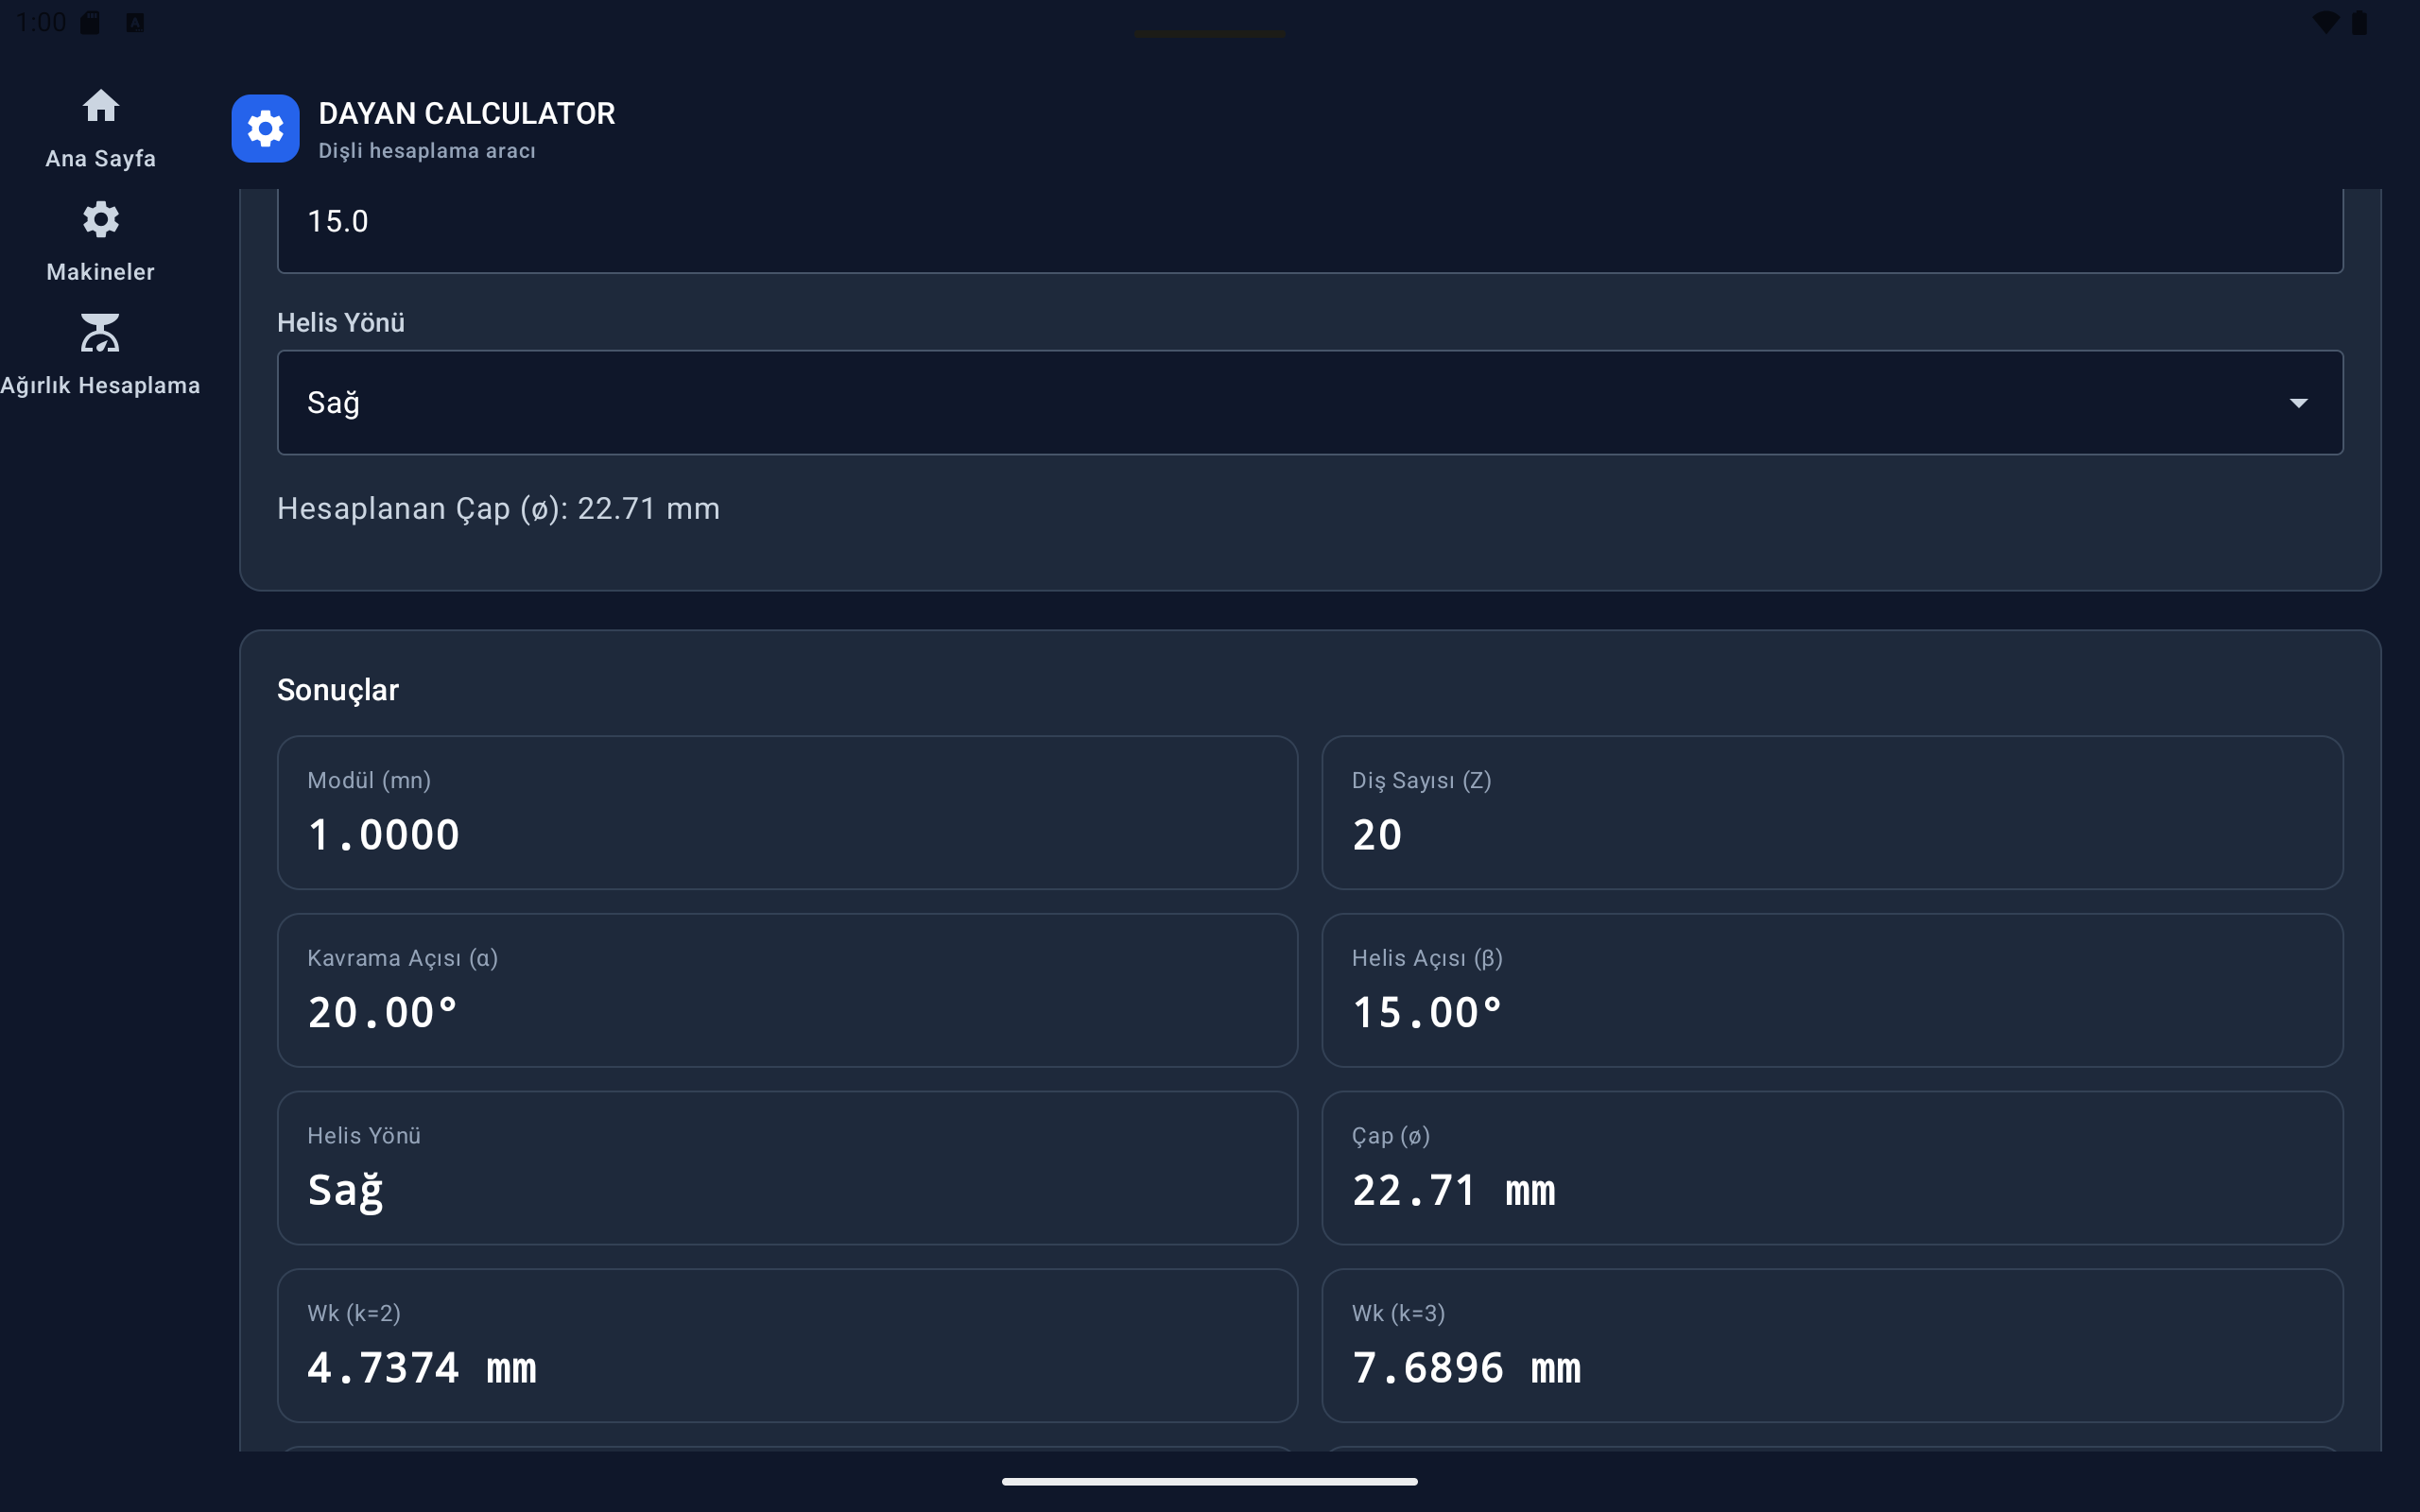 1:00
Ana Sayfa
Makineler
Ağırlık Hesaplama
DAYAN CALCULATOR
Dişli hesaplama aracı
15.0
Helis Yönü
Sağ
Hesaplanan Çap (ø): 22.71 mm
Sonuçlar
Modül (mn)
1.0000
Diş Sayısı (Z)
20
Kavrama Açısı (α)
20.00°
Helis Açısı (β)
15.00°
Helis Yönü
Sağ
Çap (ø)
22.71 mm
Wk (k=2)
4.7374 mm
Wk (k=3)
7.6896 mm